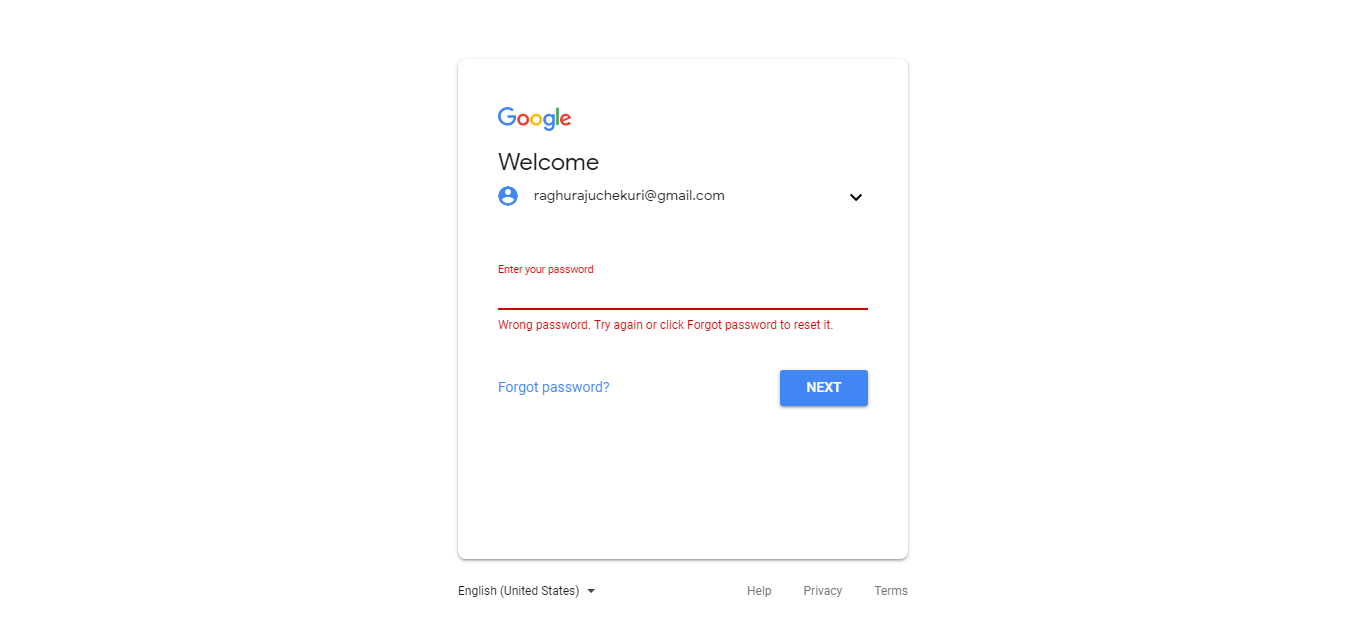 Google
Welcome
raghurajuchekuri@gmail.com
Enter your password
Wrong password. Try again or click Forgot password to reset it.
Forgot password?
NEXT
English (United States)
Help Privacy Terms